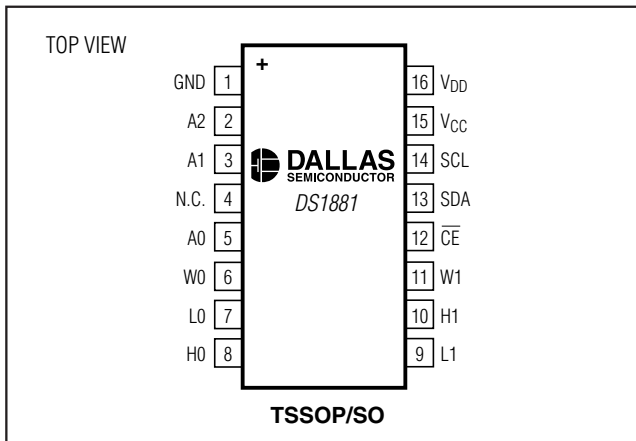 TOP VIEW
+
GND 1
A2 2
A1 3
N.C. 4
A0 5
W0 6
L0 7
H0 8
DALLAS
SEMICONDUCTOR
DS1881
16 VDD
15 VCC
14 SCL
13 SDA
12 C̅E̅
11 W1
10 H1
9 L1
TSSOP/SO